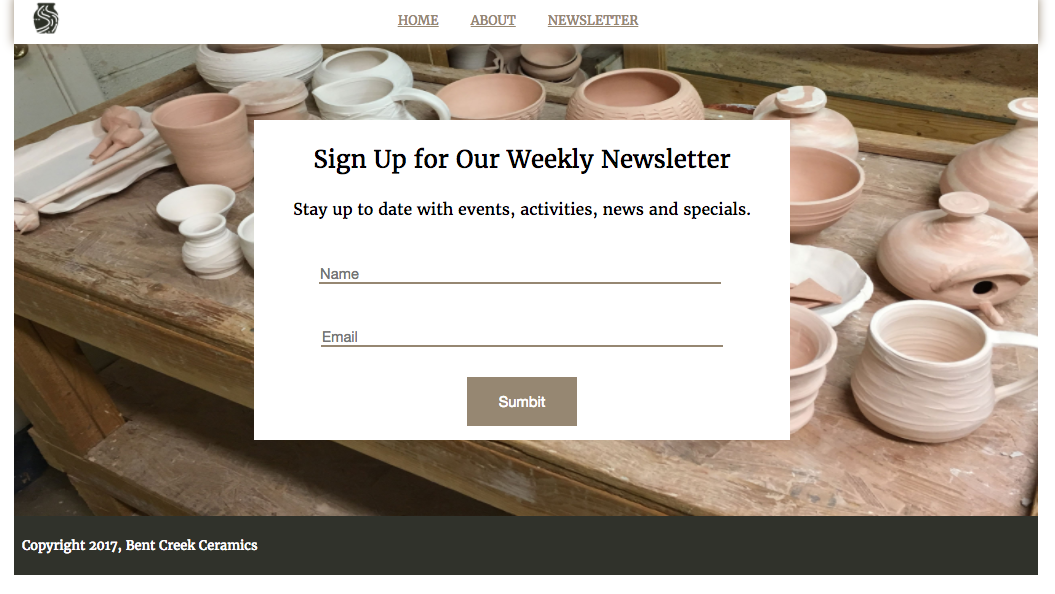 HOME ABOUT NEWSLETTER
Sign Up for Our Weekly Newsletter
Stay up to date with events, activities, news and specials.
Name
Email
Sumbit
Copyright 2017, Bent Creek Ceramics